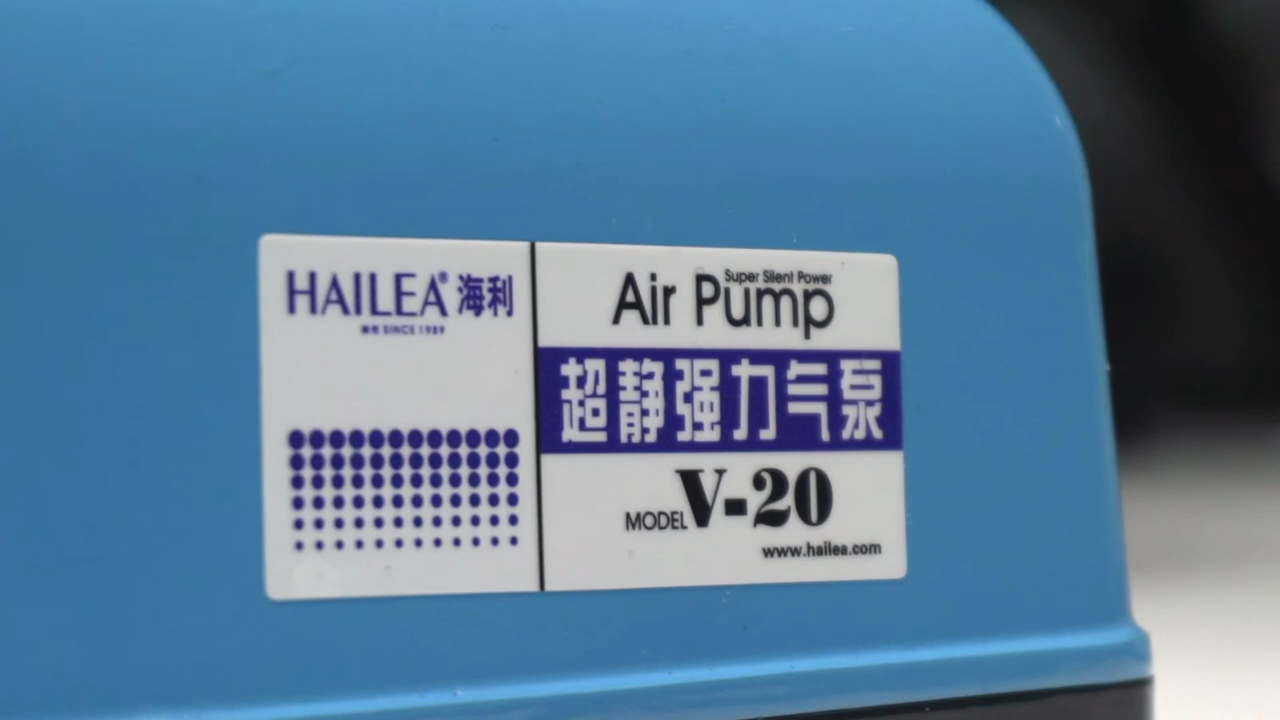 HAILEA® 海利
SINCE 1989
Super Silent Power
Air Pump
超静强力气泵
MODEL V-20
www.hailea.com